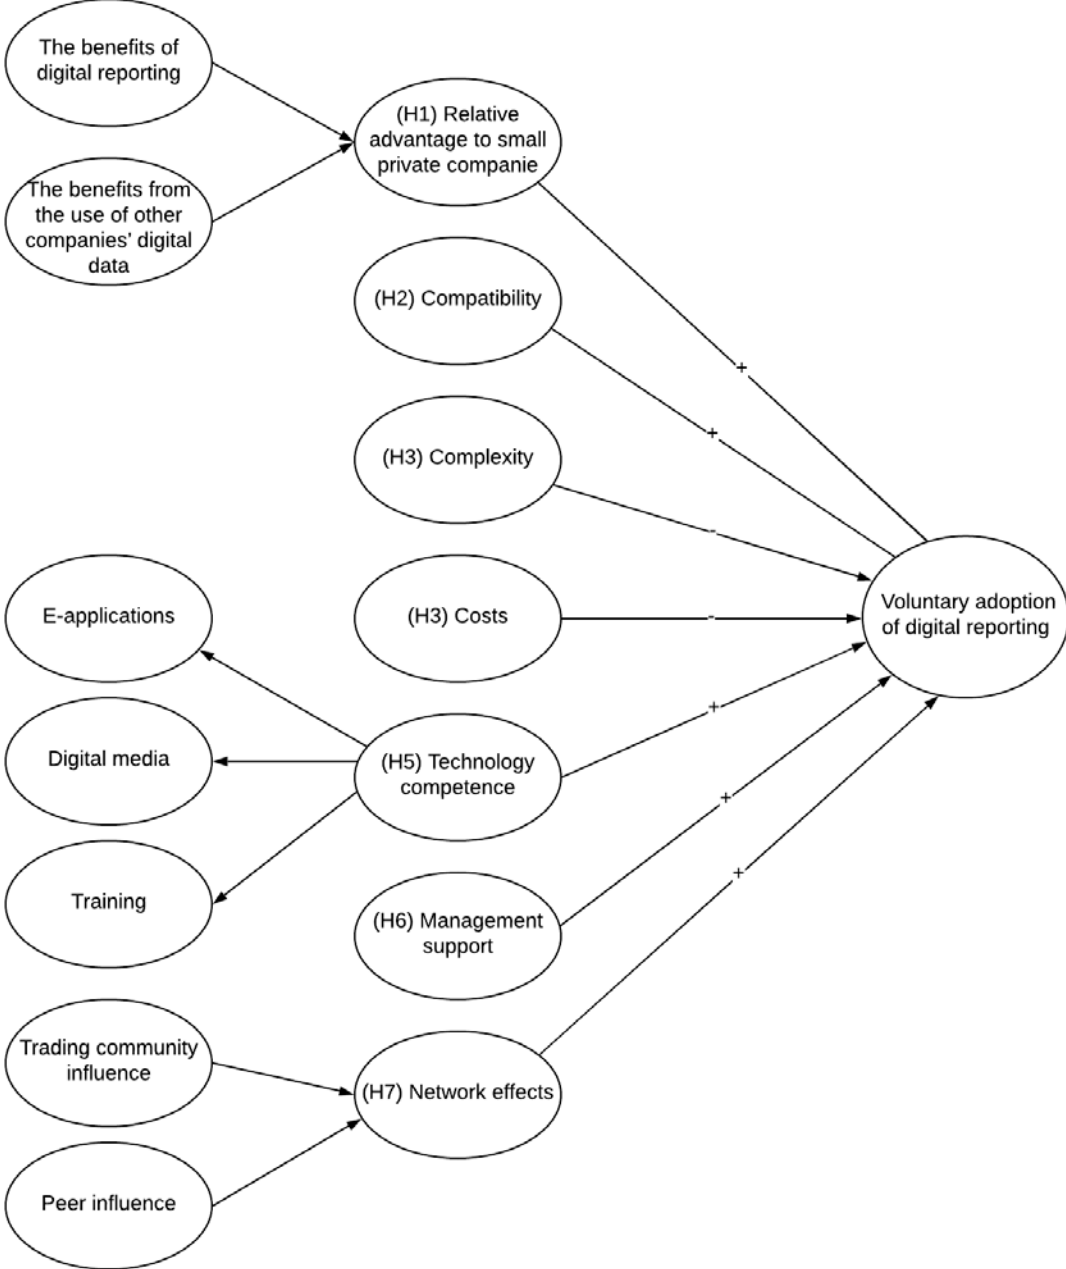 The benefits of
digital reporting
(H1) Relative
advantage to small
private companie
The benefits from
the use of other
companies' digital
data
(H2) Compatibility
+
+
(H3) Complexity
-
E-applications
(H3) Costs
-
Voluntary adoption
of digital reporting
+
Digital media
(H5) Technology
competence
+
+
Training
(H6) Management
support
Trading community
influence
(H7) Network effects
Peer influence